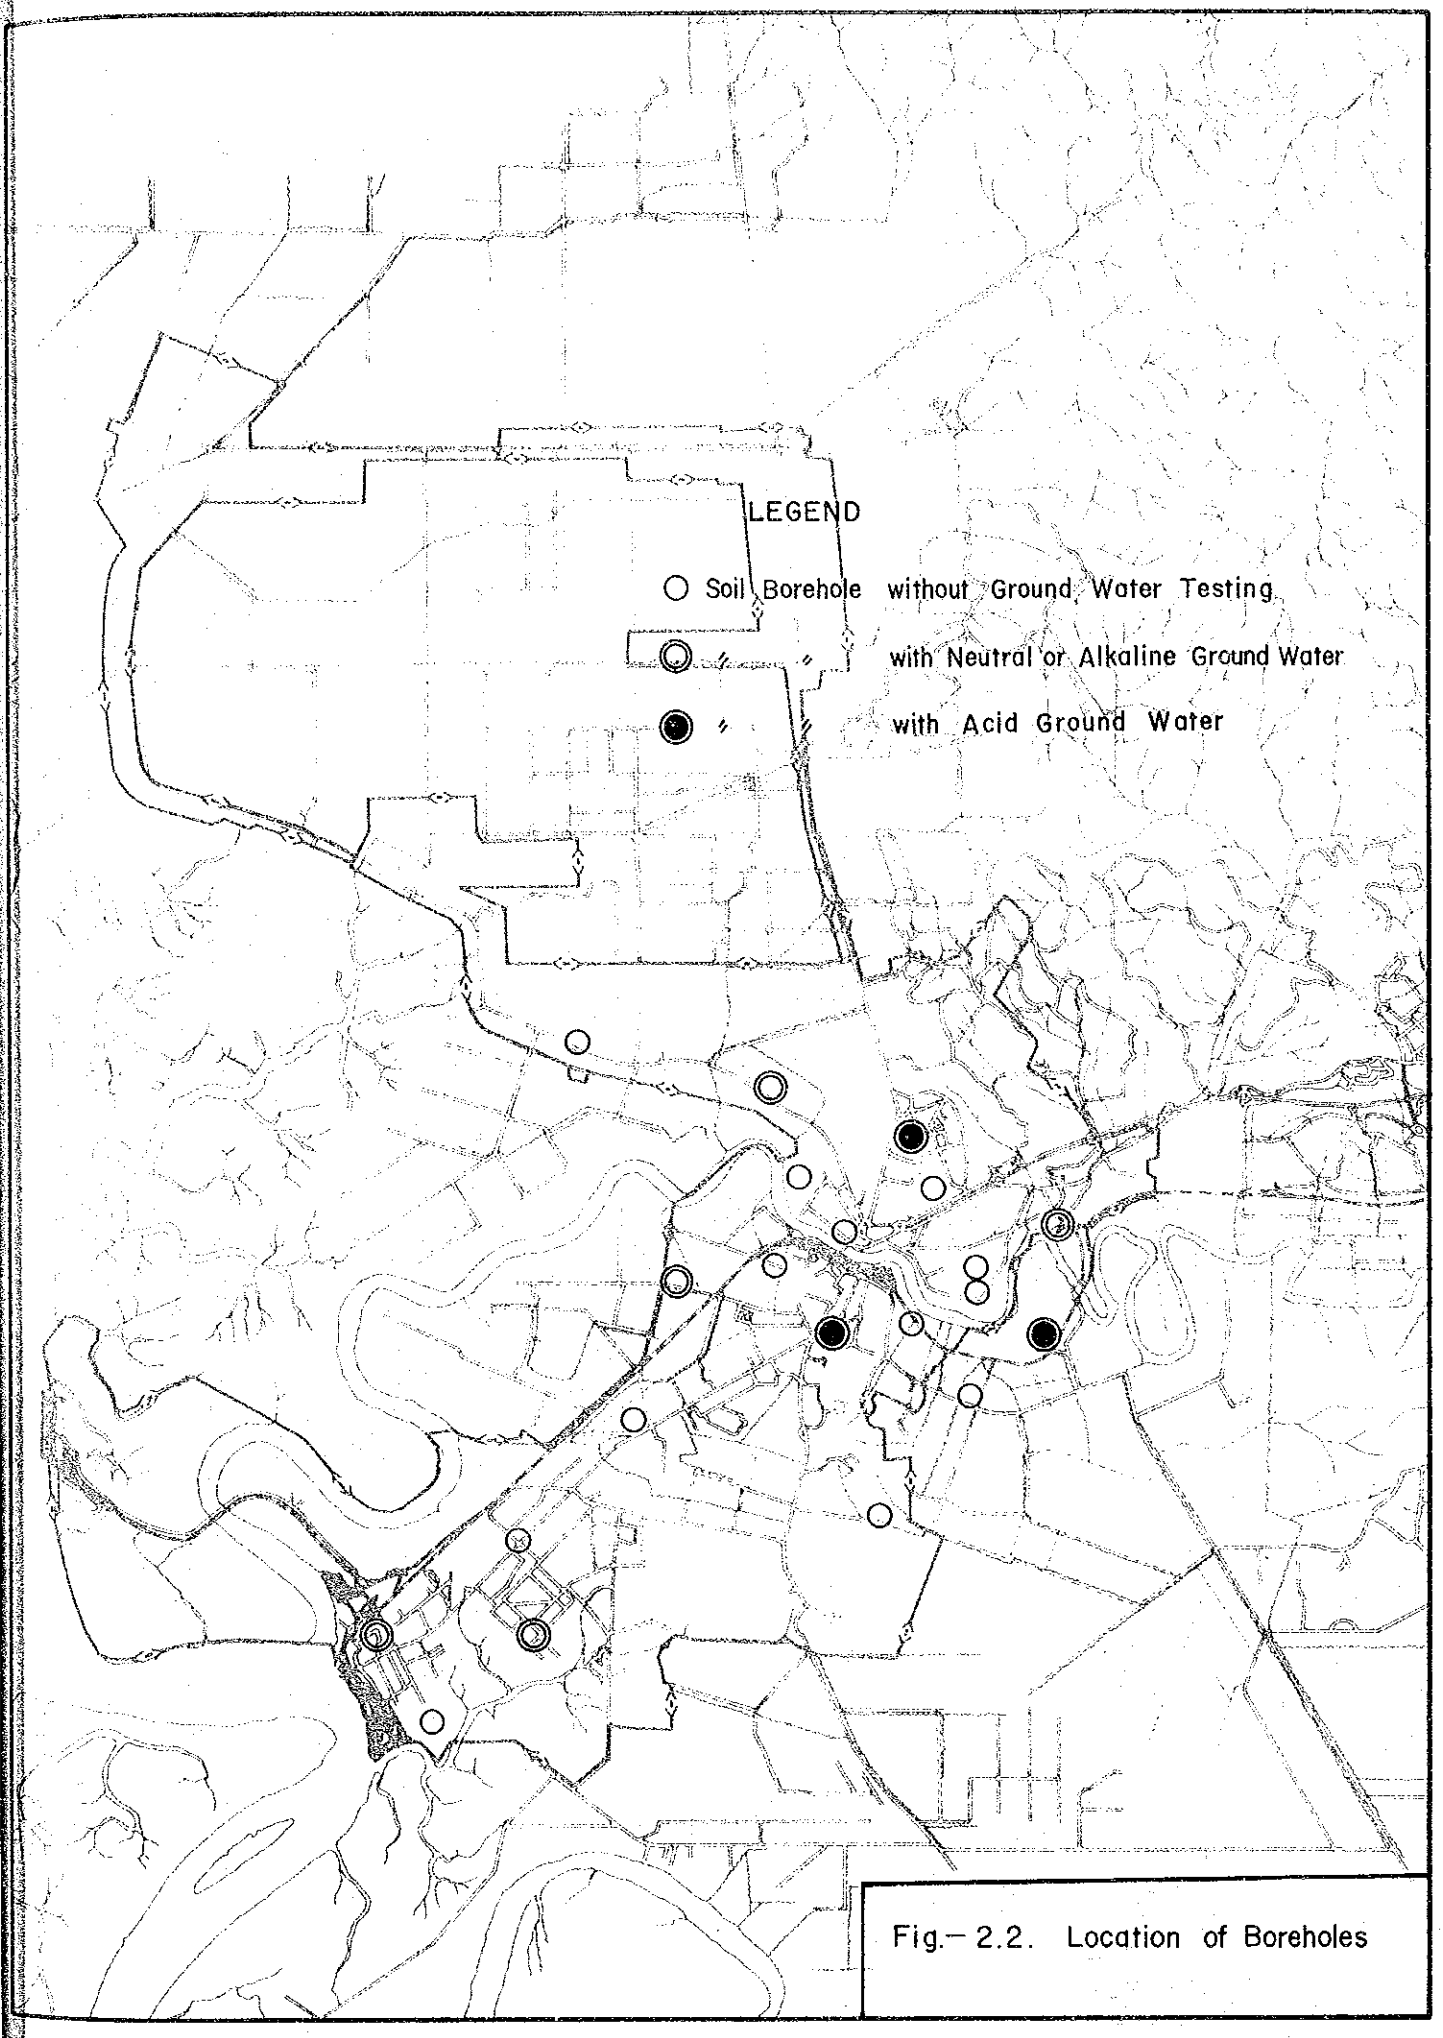 LEGEND
Soil Borehole without Ground Water Testing
〃 〃 with Neutral or Alkaline Ground Water
〃 〃 with Acid Ground Water
Fig.- 2.2. Location of Boreholes